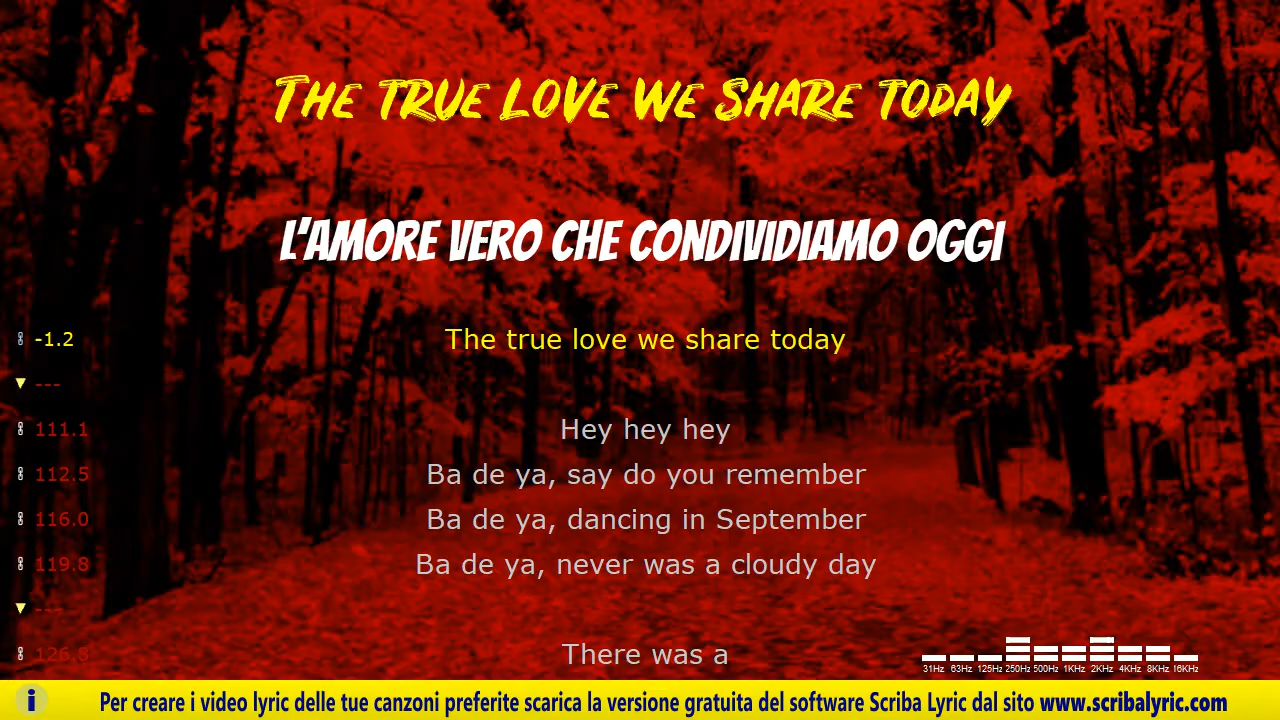 The true love we share today
L'AMORE VERO CHE CONDIVIDIAMO OGGI
-1.2 The true love we share today
---
111.1 Hey hey hey
112.5 Ba de ya, say do you remember
116.0 Ba de ya, dancing in September
119.8 Ba de ya, never was a cloudy day
---
126.8 There was a
31Hz 63Hz 125Hz 250Hz 500Hz 1KHz 2KHz 4KHz 8KHz 16KHz
i Per creare i video lyric delle tue canzoni preferite scarica la versione gratuita del software Scriba Lyric dal sito www.scribalyric.com